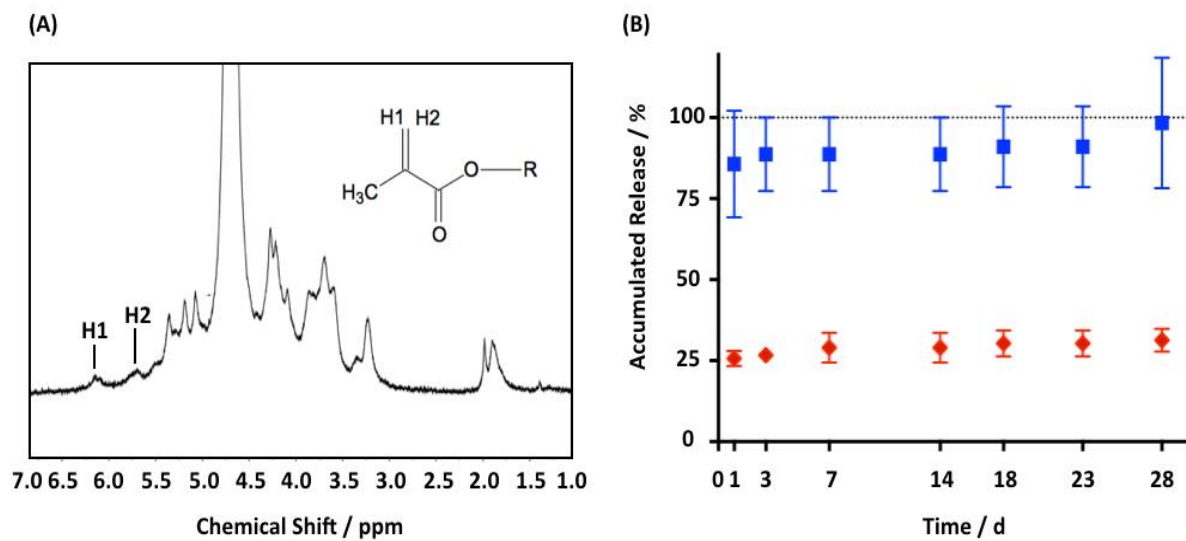 (A)
H1 H2
H₃C
O
R
O
H1
H2
7.0 6.5 6.0 5.5 5.0 4.5 4.0 3.5 3.0 2.5 2.0 1.5 1.0
Chemical Shift / ppm
(B)
Accumulated Release / %
100
75
50
25
0
0 1 3 7 14 18 23 28
Time / d